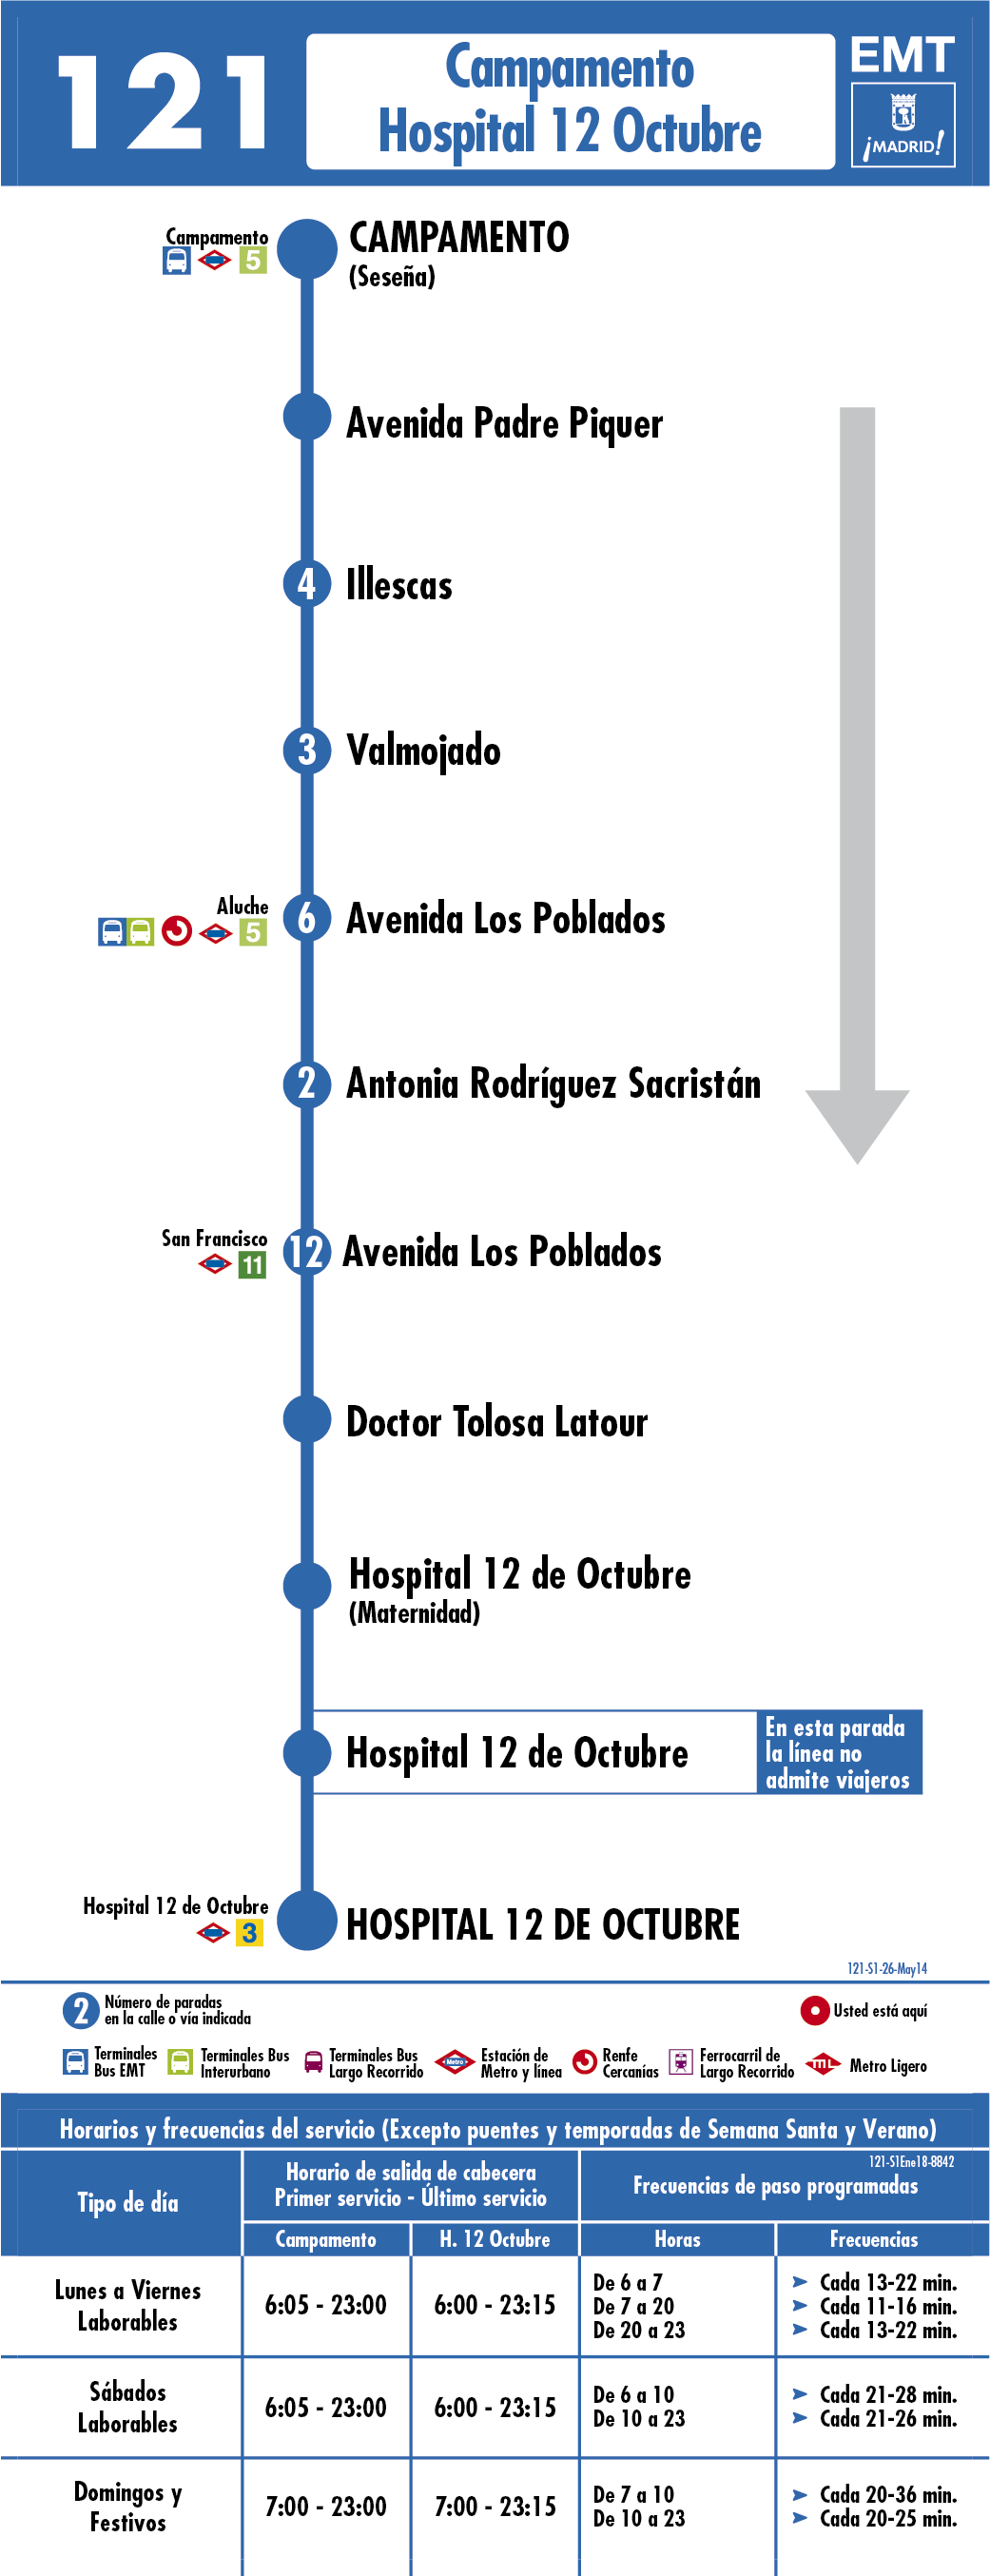 121
Campamento
Hospital 12 Octubre
EMT
¡MADRID!
Campamento
5
CAMPAMENTO
(Seseña)
Avenida Padre Piquer
4 Illescas
3 Valmojado
Aluche
5
6 Avenida Los Poblados
2 Antonia Rodríguez Sacristán
San Francisco
11
12 Avenida Los Poblados
Doctor Tolosa Latour
Hospital 12 de Octubre
(Maternidad)
Hospital 12 de Octubre
En esta parada
la línea no
admite viajeros
Hospital 12 de Octubre
3
HOSPITAL 12 DE OCTUBRE
121-S1-26-May14
2
Número de paradas
en la calle o vía indicada
Usted está aquí
Terminales
Bus EMT
Terminales Bus
Interurbano
Terminales Bus
Largo Recorrido
Metro
Estación de
Metro y línea
Renfe
Cercanías
Ferrocarril de
Largo Recorrido
ML
Metro Ligero
Horarios y frecuencias del servicio (Excepto puentes y temporadas de Semana Santa y Verano)
121-S1Ene18-8842
Tipo de día
Horario de salida de cabecera
Primer servicio - Último servicio
Frecuencias de paso programadas
Campamento
H. 12 Octubre
Horas
Frecuencias
Lunes a Viernes
Laborables
6:05 - 23:00
6:00 - 23:15
De 6 a 7
De 7 a 20
De 20 a 23
Cada 13-22 min.
Cada 11-16 min.
Cada 13-22 min.
Sábados
Laborables
6:05 - 23:00
6:00 - 23:15
De 6 a 10
De 10 a 23
Cada 21-28 min.
Cada 21-26 min.
Domingos y
Festivos
7:00 - 23:00
7:00 - 23:15
De 7 a 10
De 10 a 23
Cada 20-36 min.
Cada 20-25 min.